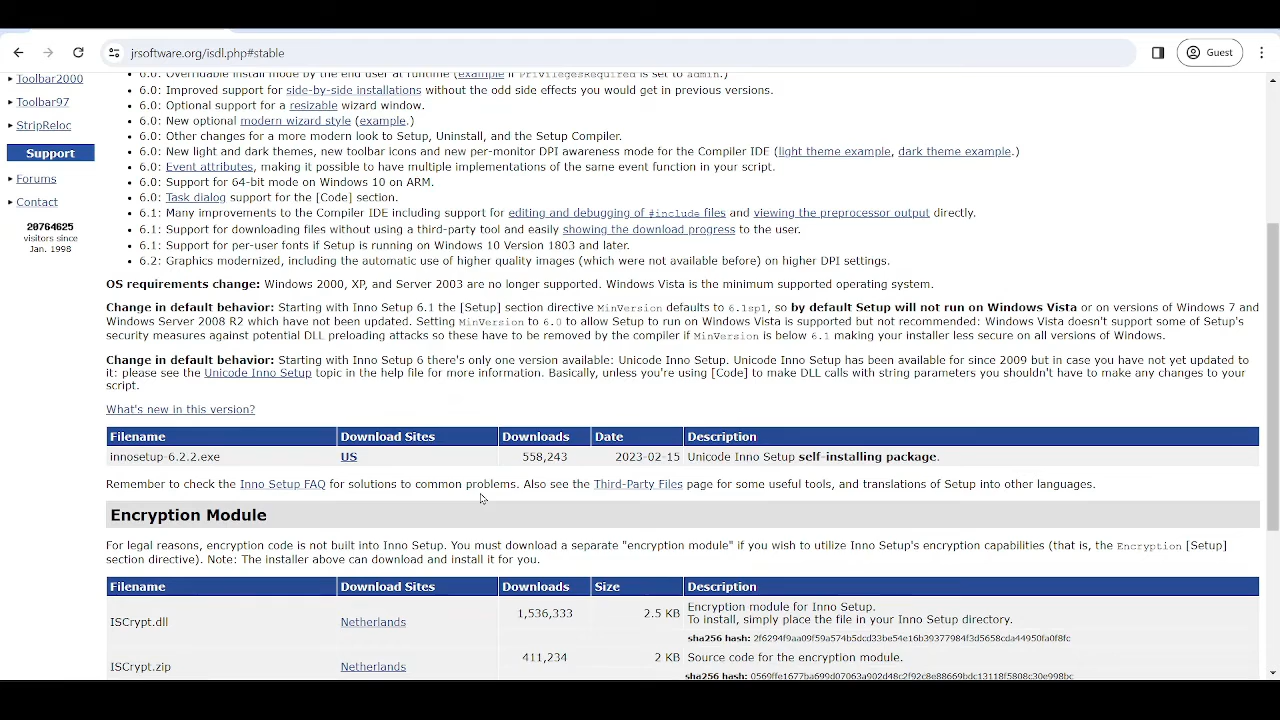 jrsoftware.org/isdl.php#stable
Guest
Toolbar2000
Toolbar97
StripReloc
Support
Forums
Contact
20764625
visitors since
Jan. 1998
6.0: Overridable install mode by the end user at runtime (example if PrivilegesRequired is set to admin.)
6.0: Improved support for side-by-side installations without the odd side effects you would get in previous versions.
6.0: Optional support for a resizable wizard window.
6.0: New optional modern wizard style (example.)
6.0: Other changes for a more modern look to Setup, Uninstall, and the Setup Compiler.
6.0: New light and dark themes, new toolbar icons and new per-monitor DPI awareness mode for the Compiler IDE (light theme example, dark theme example.)
6.0: Event attributes, making it possible to have multiple implementations of the same event function in your script.
6.0: Support for 64-bit mode on Windows 10 on ARM.
6.0: Task dialog support for the [Code] section.
6.1: Many improvements to the Compiler IDE including support for editing and debugging of #include files and viewing the preprocessor output directly.
6.1: Support for downloading files without using a third-party tool and easily showing the download progress to the user.
6.1: Support for per-user fonts if Setup is running on Windows 10 Version 1803 and later.
6.2: Graphics modernized, including the automatic use of higher quality images (which were not available before) on higher DPI settings.
OS requirements change: Windows 2000, XP, and Server 2003 are no longer supported. Windows Vista is the minimum supported operating system.
Change in default behavior: Starting with Inno Setup 6.1 the [Setup] section directive MinVersion defaults to 6.1sp1, so by default Setup will not run on Windows Vista or on versions of Windows 7 and
Windows Server 2008 R2 which have not been updated. Setting MinVersion to 6.0 to allow Setup to run on Windows Vista is supported but not recommended: Windows Vista doesn't support some of Setup's
security measures against potential DLL preloading attacks so these have to be removed by the compiler if MinVersion is below 6.1 making your installer less secure on all versions of Windows.
Change in default behavior: Starting with Inno Setup 6 there's only one version available: Unicode Inno Setup. Unicode Inno Setup has been available for since 2009 but in case you have not yet updated to
it: please see the Unicode Inno Setup topic in the help file for more information. Basically, unless you're using [Code] to make DLL calls with string parameters you shouldn't have to make any changes to your
script.
What's new in this version?
Filename Download Sites Downloads Date Description
innosetup-6.2.2.exe US 558,243 2023-02-15 Unicode Inno Setup self-installing package.
Remember to check the Inno Setup FAQ for solutions to common problems. Also see the Third-Party Files page for some useful tools, and translations of Setup into other languages.
Encryption Module
For legal reasons, encryption code is not built into Inno Setup. You must download a separate "encryption module" if you wish to utilize Inno Setup's encryption capabilities (that is, the Encryption [Setup]
section directive). Note: The installer above can download and install it for you.
Filename Download Sites Downloads Size Description
ISCrypt.dll Netherlands 1,536,333 2.5 KB Encryption module for Inno Setup.
To install, simply place the file in your Inno Setup directory.
sha256 hash: 2f6294f9aa09f59a574b5dcd33be54e16b39377984f3d5658cda44950fa0f8fc
ISCrypt.zip Netherlands 411,234 2 KB Source code for the encryption module.
sha256 hash: 0569ffe1677ba699d07063a902d48c2f92c8e88669bdc13118f5808c30e998bc